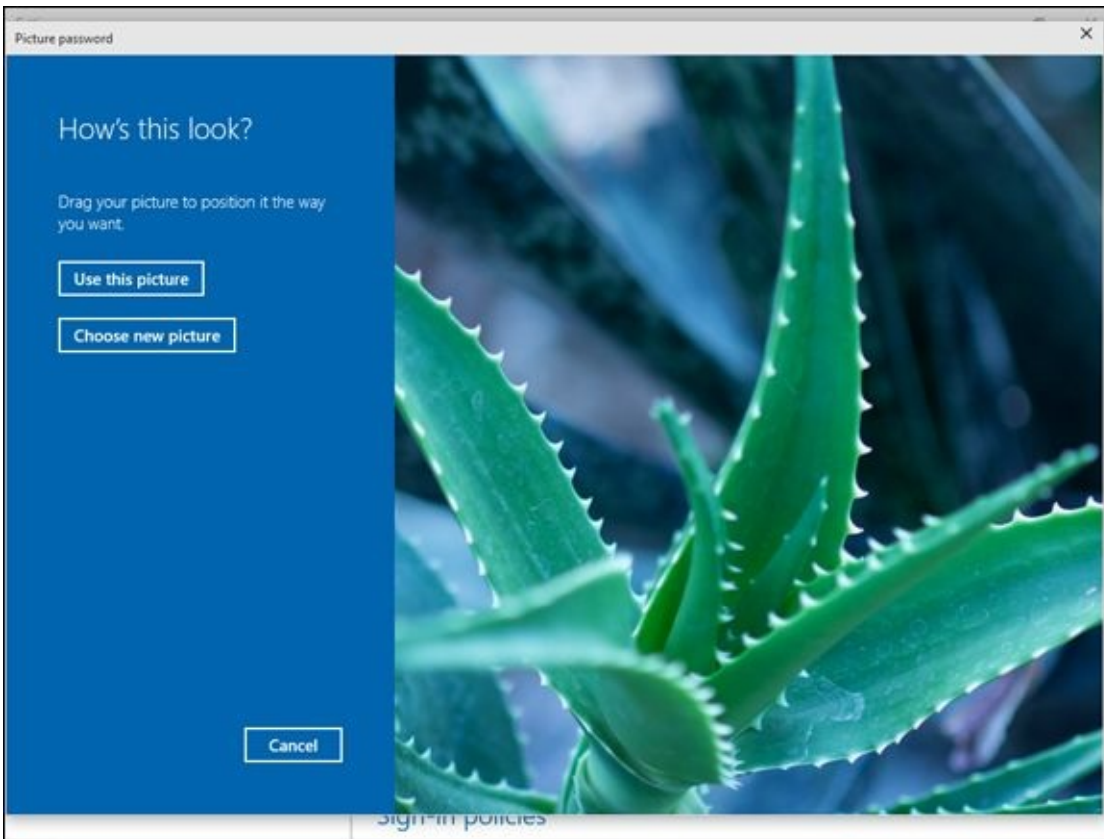 Picture password
How's this look?
Drag your picture to position it the way
you want.
Use this picture
Choose new picture
Cancel
Sign-in policies